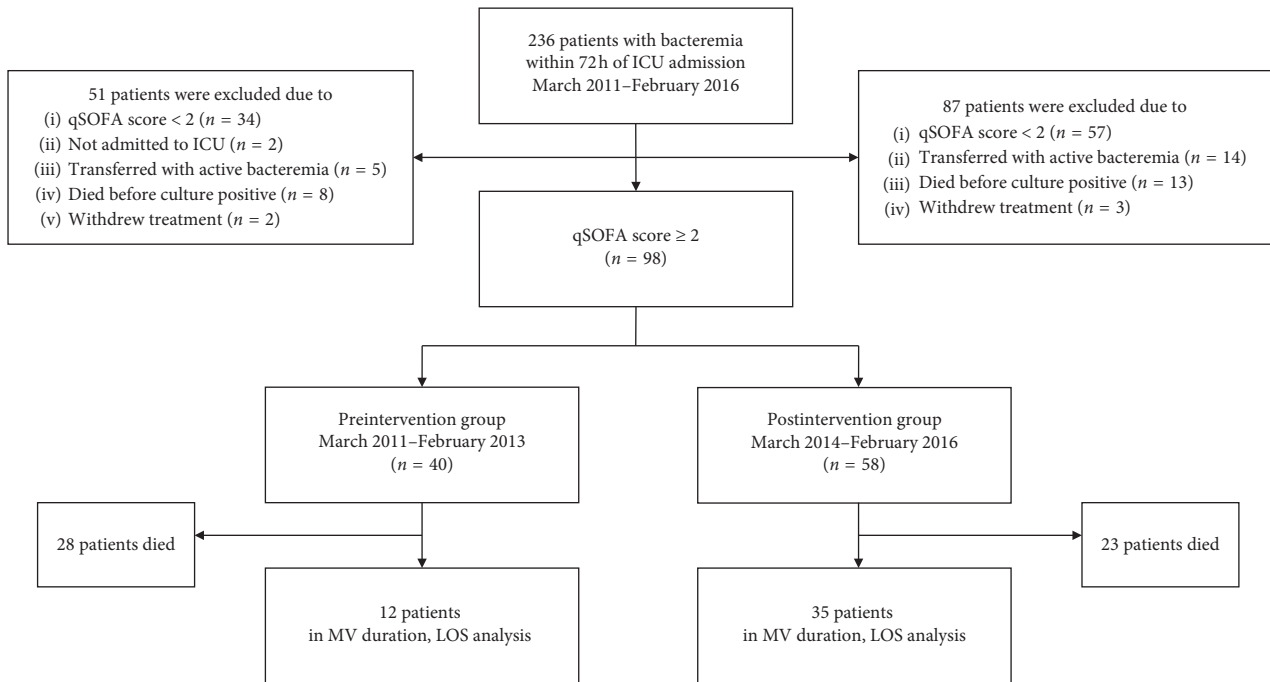 236 patients with bacteremia
within 72 h of ICU admission
March 2011–February 2016
51 patients were excluded due to
(i) qSOFA score < 2 (n = 34)
(ii) Not admitted to ICU (n = 2)
(iii) Transferred with active bacteremia (n = 5)
(iv) Died before culture positive (n = 8)
(v) Withdrew treatment (n = 2)
87 patients were excluded due to
(i) qSOFA score < 2 (n = 57)
(ii) Transferred with active bacteremia (n = 14)
(iii) Died before culture positive (n = 13)
(iv) Withdrew treatment (n = 3)
qSOFA score ≥ 2
(n = 98)
Preintervention group
March 2011–February 2013
(n = 40)
Postintervention group
March 2014–February 2016
(n = 58)
28 patients died
23 patients died
12 patients
in MV duration, LOS analysis
35 patients
in MV duration, LOS analysis